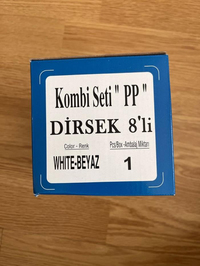 Kombi Seti " PP "
DİRSEK 8'li
Color - Renk
Pcs/Box -Ambalaj Miktarı
WHITE-BEYAZ
1